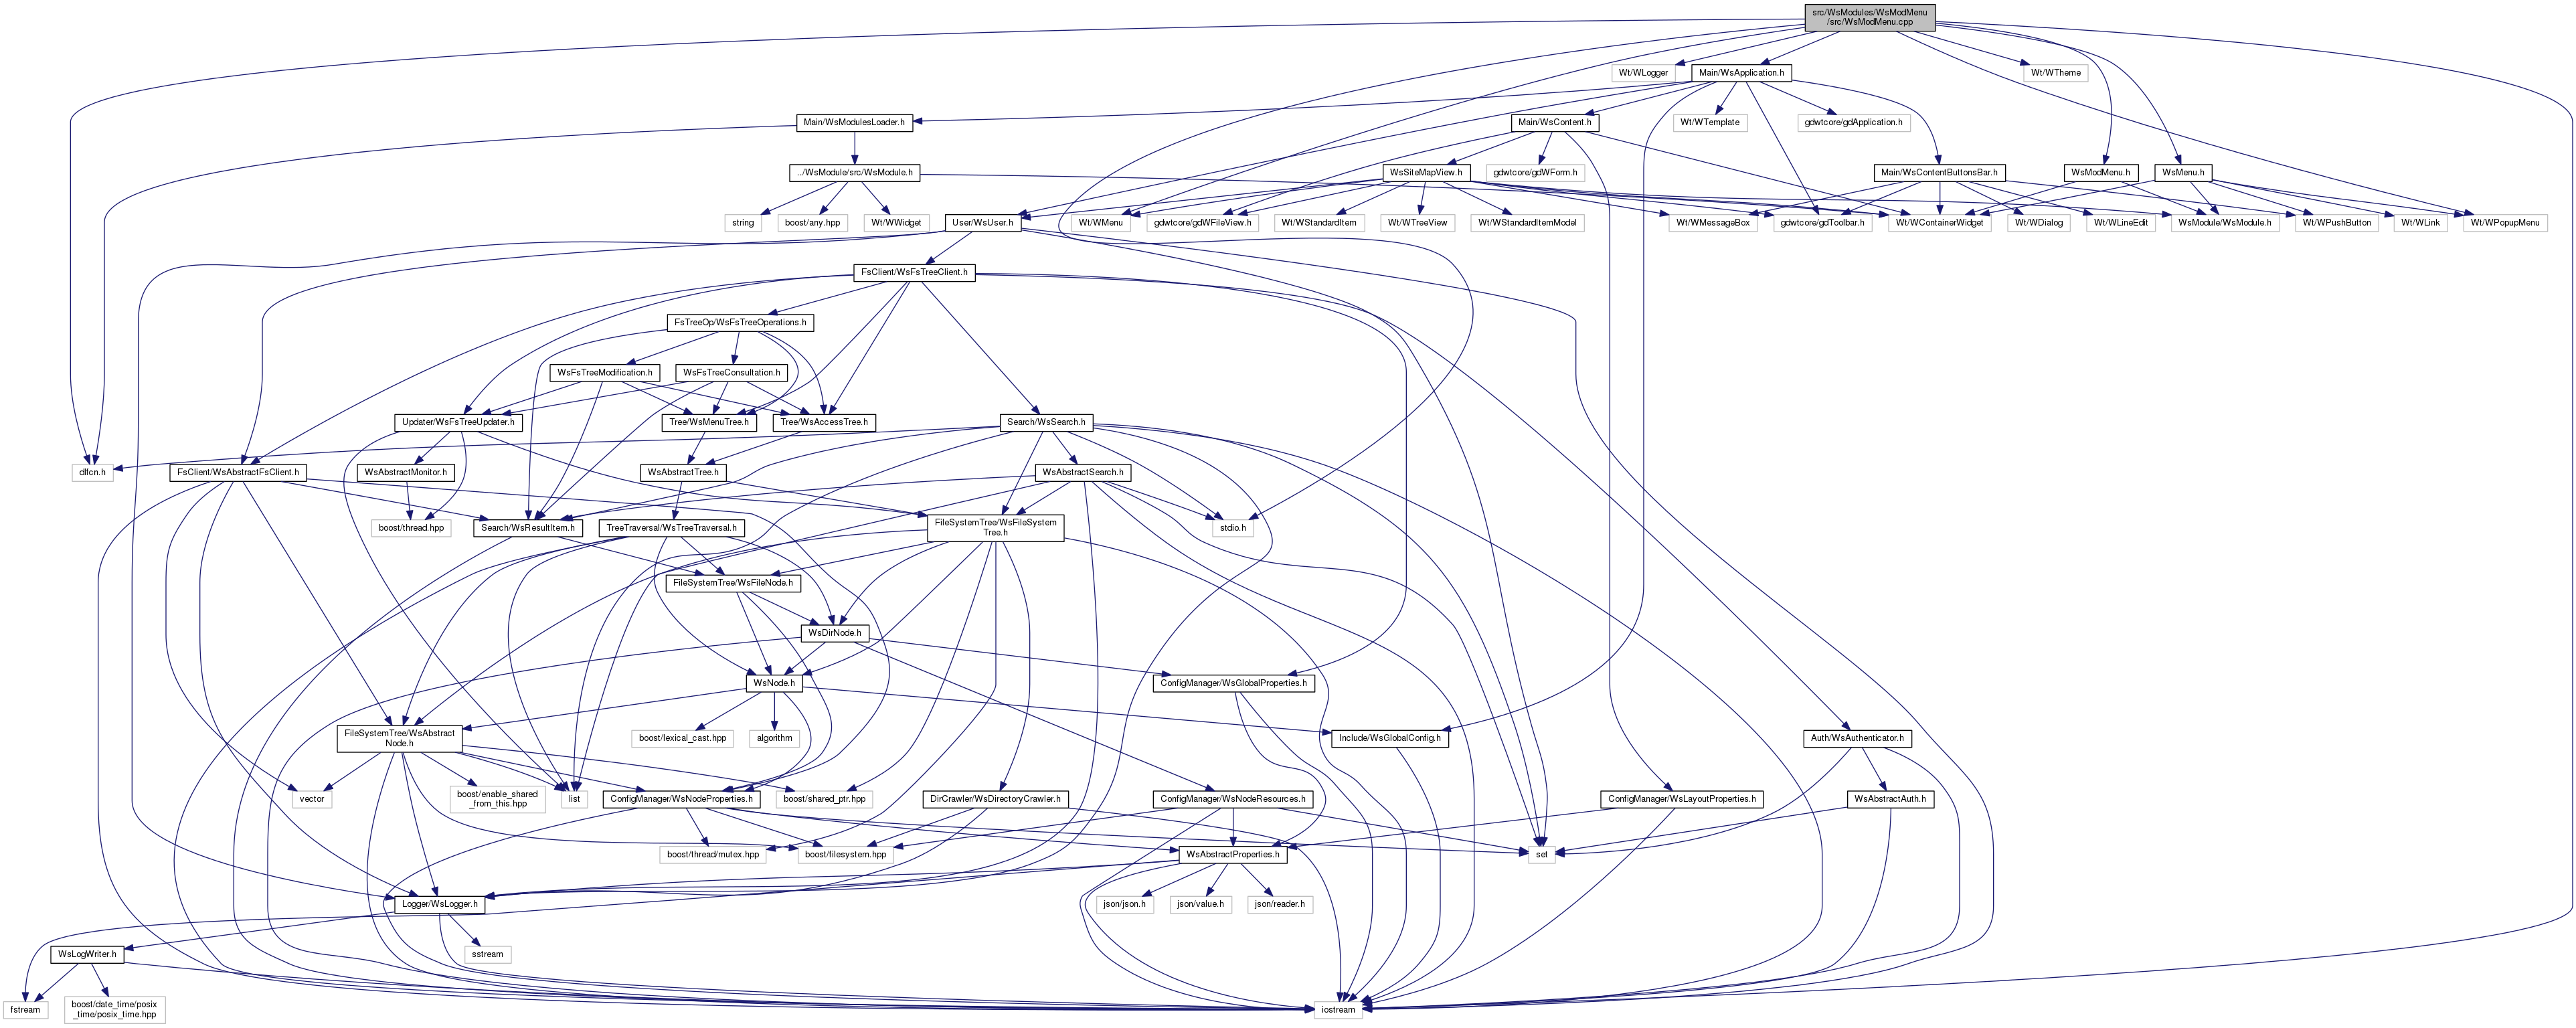 src/WsModules/WsModMenu
/src/WsModMenu.cpp
Wt/WLogger
Main/WsApplication.h
Wt/WTheme
Main/WsModulesLoader.h
Main/WsContent.h
Wt/WTemplate
gdwtcore/gdApplication.h
../WsModule/src/WsModule.h
WsSiteMapView.h
gdwtcore/gdWForm.h
Main/WsContentButtonsBar.h
WsModMenu.h
WsMenu.h
string
boost/any.hpp
Wt/WWidget
User/WsUser.h
Wt/WMenu
gdwtcore/gdWFileView.h
Wt/WStandardItem
Wt/WTreeView
Wt/WStandardItemModel
Wt/WMessageBox
gdwtcore/gdToolbar.h
Wt/WContainerWidget
Wt/WDialog
Wt/WLineEdit
WsModule/WsModule.h
Wt/WPushButton
Wt/WLink
Wt/WPopupMenu
FsClient/WsFsTreeClient.h
FsTreeOp/WsFsTreeOperations.h
WsFsTreeModification.h
WsFsTreeConsultation.h
Updater/WsFsTreeUpdater.h
Tree/WsMenuTree.h
Tree/WsAccessTree.h
Search/WsSearch.h
dlfcn.h
FsClient/WsAbstractFsClient.h
WsAbstractMonitor.h
WsAbstractTree.h
WsAbstractSearch.h
boost/thread.hpp
Search/WsResultItem.h
TreeTraversal/WsTreeTraversal.h
FileSystemTree/WsFileSystem
Tree.h
stdio.h
FileSystemTree/WsFileNode.h
WsDirNode.h
WsNode.h
ConfigManager/WsGlobalProperties.h
FileSystemTree/WsAbstract
Node.h
boost/lexical_cast.hpp
algorithm
Include/WsGlobalConfig.h
Auth/WsAuthenticator.h
vector
boost/enable_shared
_from_this.hpp
list
ConfigManager/WsNodeProperties.h
boost/shared_ptr.hpp
DirCrawler/WsDirectoryCrawler.h
ConfigManager/WsNodeResources.h
ConfigManager/WsLayoutProperties.h
WsAbstractAuth.h
boost/thread/mutex.hpp
boost/filesystem.hpp
WsAbstractProperties.h
set
Logger/WsLogger.h
json/json.h
json/value.h
json/reader.h
WsLogWriter.h
sstream
fstream
boost/date_time/posix
_time/posix_time.hpp
iostream